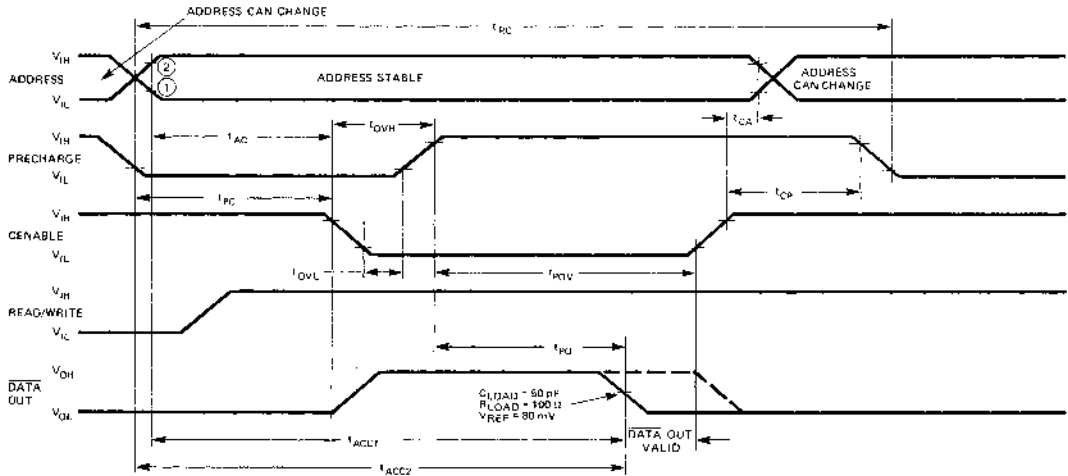 ADDRESS CAN CHANGE
tRC
VIH
ADDRESS
VIL
②
①
ADDRESS STABLE
ADDRESS
CAN CHANGE
tAC
tOVH
tCA
VIH
PRECHARGE
VIL
tPC
tCP
VIH
CENABLE
VIL
tOVL
tPOV
VIH
READ/WRITE
VIL
tPO
VOH
DATA
OUT
VOL
CLOAD = 50 pF
RLOAD = 100 Ω
VREF = 80 mV
DATA OUT
VALID
tACC1
tACC2